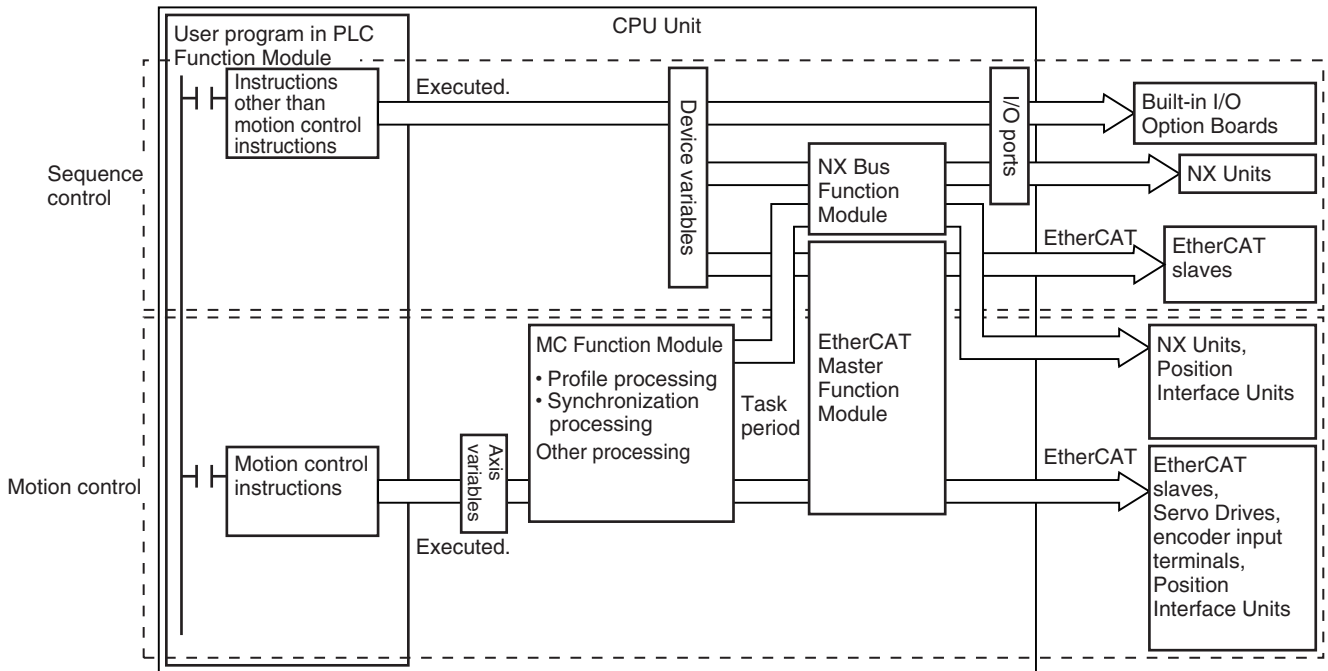 CPU Unit
User program in PLC
Function Module
Instructions
other than
motion control
instructions
Executed.
Device variables
I/O ports
Built-in I/O
Option Boards
NX Bus
Function
Module
NX Units
Sequence
control
EtherCAT
EtherCAT
slaves
MC Function Module
• Profile processing
• Synchronization
processing
Other processing
Task
period
EtherCAT
Master
Function
Module
NX Units,
Position
Interface Units
Motion control
Motion control
instructions
Axis
variables
Executed.
EtherCAT
EtherCAT
slaves,
Servo Drives,
encoder input
terminals,
Position
Interface Units